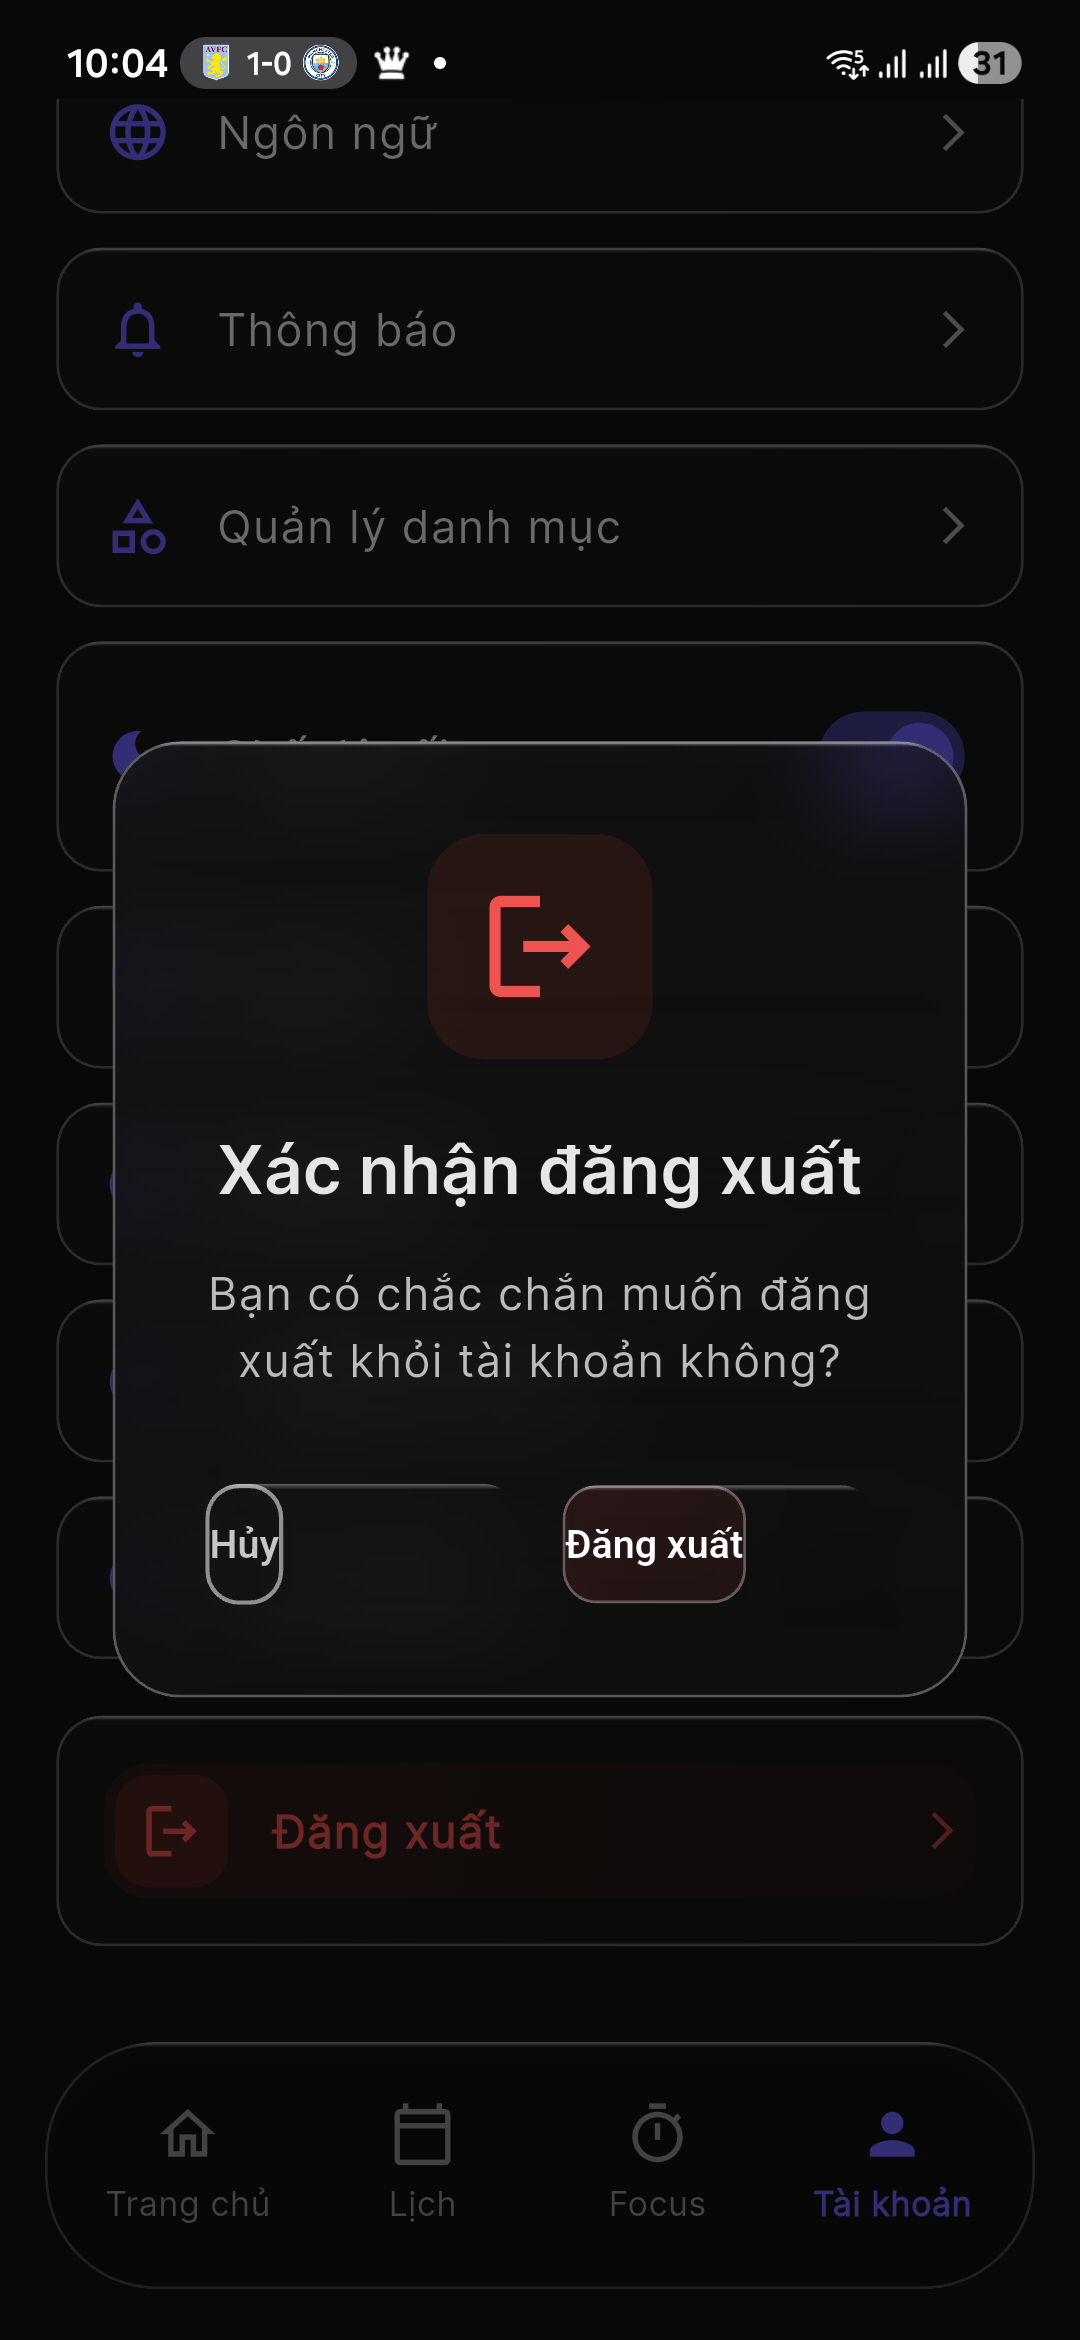 10:04 AVFC 1-0 5 31
Ngôn ngữ
Thông báo
Quản lý danh mục
Xác nhận đăng xuất
Bạn có chắc chắn muốn đăng
xuất khỏi tài khoản không?
Hủy Đăng xuất
Đăng xuất
Trang chủ Lịch Focus Tài khoản